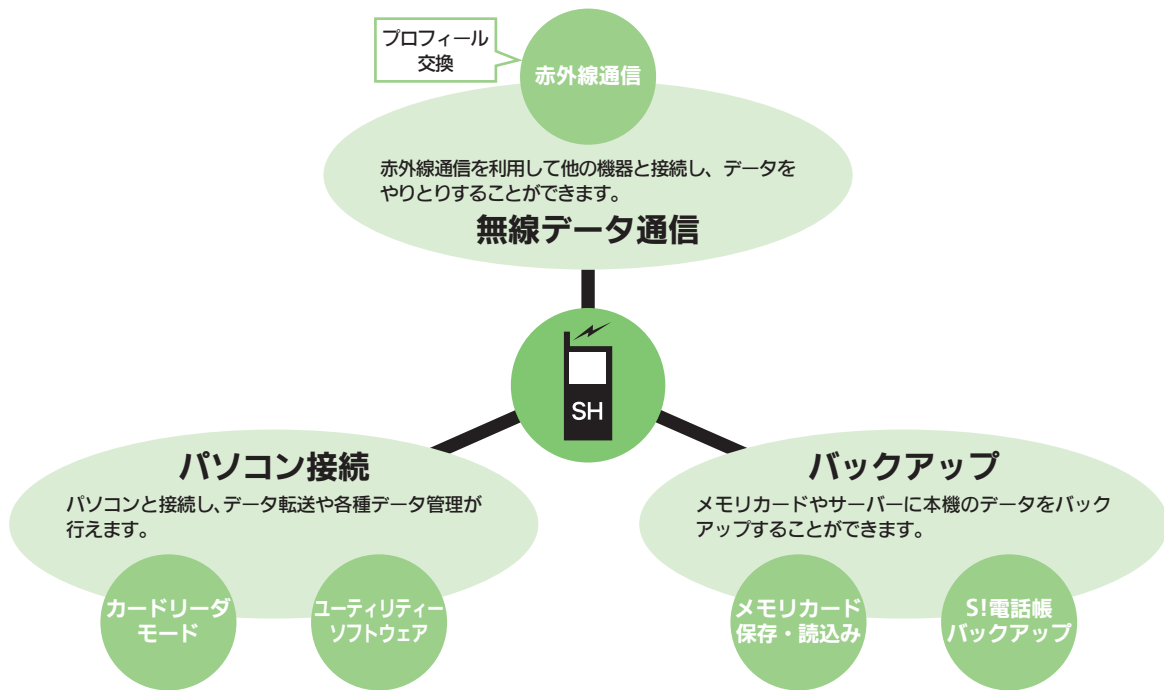 プロフィール
交換
赤外線通信
赤外線通信を利用して他の機器と接続し、データを
やりとりすることができます。
無線データ通信
SH
パソコン接続
パソコンと接続し、データ転送や各種データ管理が
行えます。
カードリーダ
モード
ユーティリティー
ソフトウェア
バックアップ
メモリカードやサーバーに本機のデータをバック
アップすることができます。
メモリカード
保存・読込み
S!電話帳
バックアップ